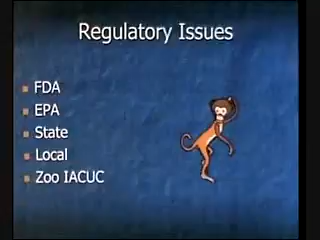 Regulatory Issues
FDA
EPA
State
Local
Zoo IACUC